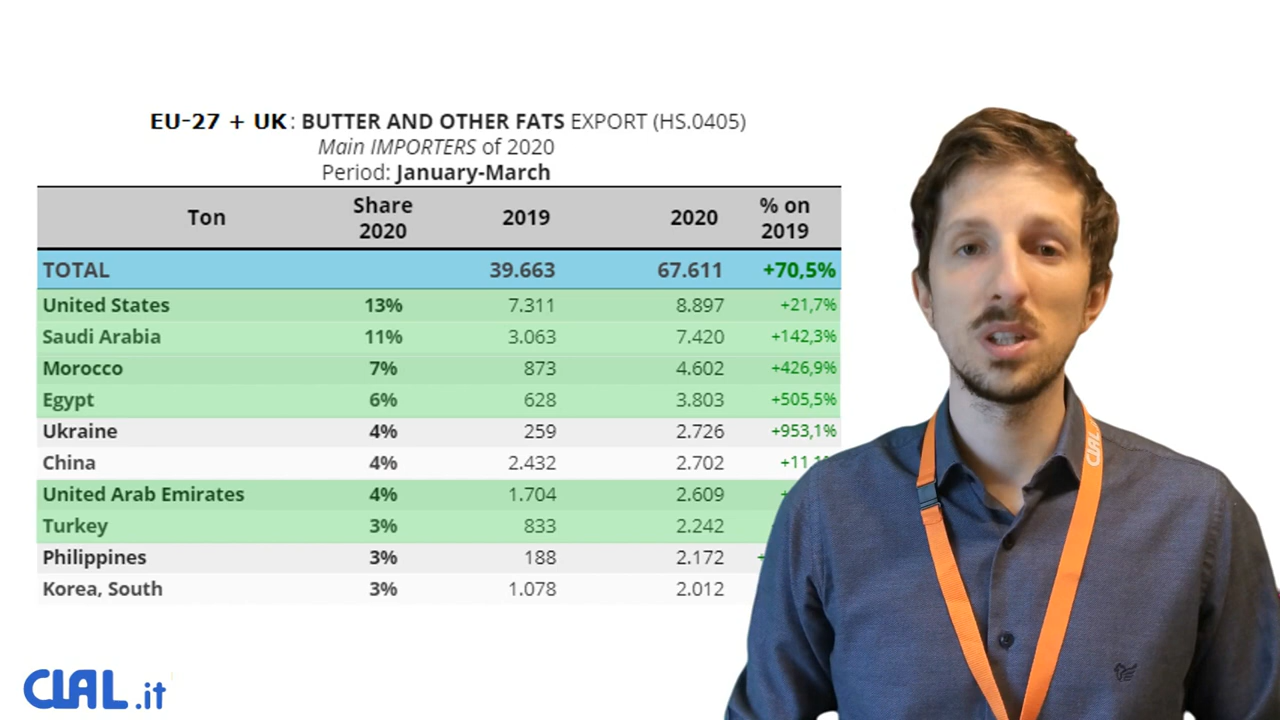 EU-27 + UK: BUTTER AND OTHER FATS EXPORT (HS.0405)
Main IMPORTERS of 2020
Period: January-March
Ton Share 2020 2019 2020 % on 2019
TOTAL 39.663 67.611 +70,5%
United States 13% 7.311 8.897 +21,7%
Saudi Arabia 11% 3.063 7.420 +142,3%
Morocco 7% 873 4.602 +426,9%
Egypt 6% 628 3.803 +505,5%
Ukraine 4% 259 2.726 +953,1%
China 4% 2.432 2.702
United Arab Emirates 4% 1.704 2.609
Turkey 3% 833 2.242
Philippines 3% 188 2.172
Korea, South 3% 1.078 2.012
CLAL
CLAL.it